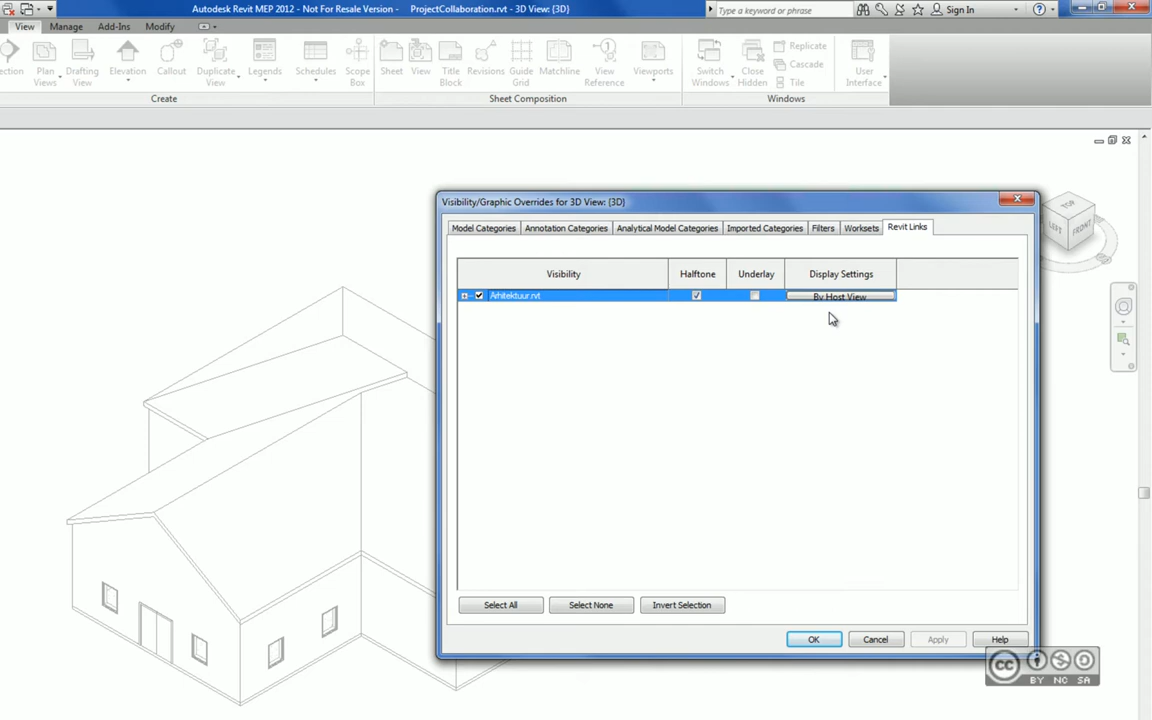 Autodesk Revit MEP 2012 - Not For Resale Version - ProjectCollaboration.rvt - 3D View: {3D}
Type a keyword or phrase
Sign In
View Manage Add-Ins Modify
ection Plan Views Drafting View Elevation Callout Duplicate View Legends Schedules Scope Box
Sheet View Title Block Revisions Guide Grid Matchline View Reference Viewports
Switch Windows Close Hidden Replicate Cascade Tile User Interface
Create
Sheet Composition
Windows
Visibility/Graphic Overrides for 3D View: {3D}
Model Categories Annotation Categories Analytical Model Categories Imported Categories Filters Worksets Revit Links
Visibility Halftone Underlay Display Settings
Arhitektuur.rvt By Host View
TOP
LEFT FRONT
Select All Select None Invert Selection
OK Cancel Apply Help
cc
BY NC SA